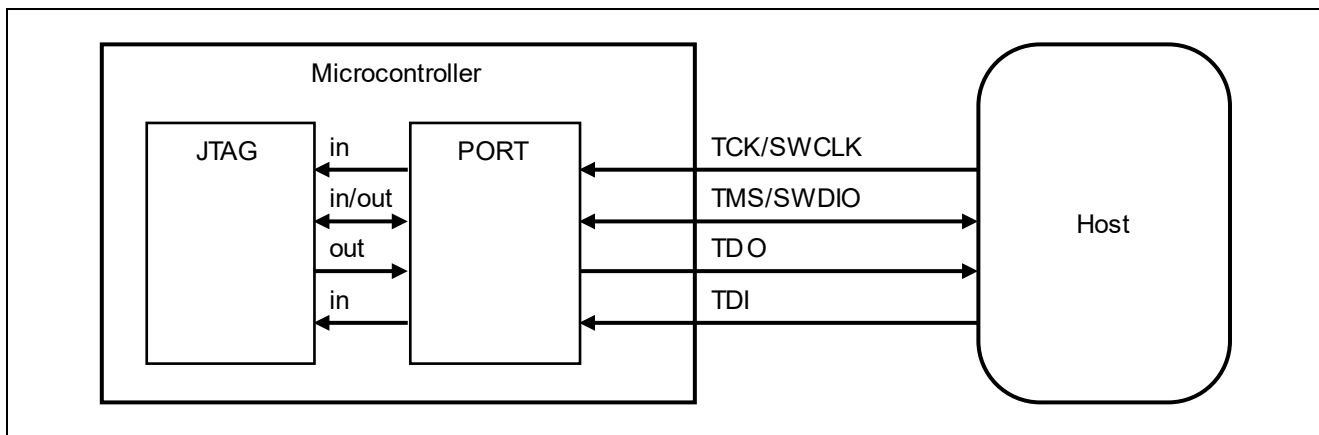 Microcontroller
JTAG
in
in/out
out
in
PORT
TCK/SWCLK
TMS/SWDIO
TDO
TDI
Host